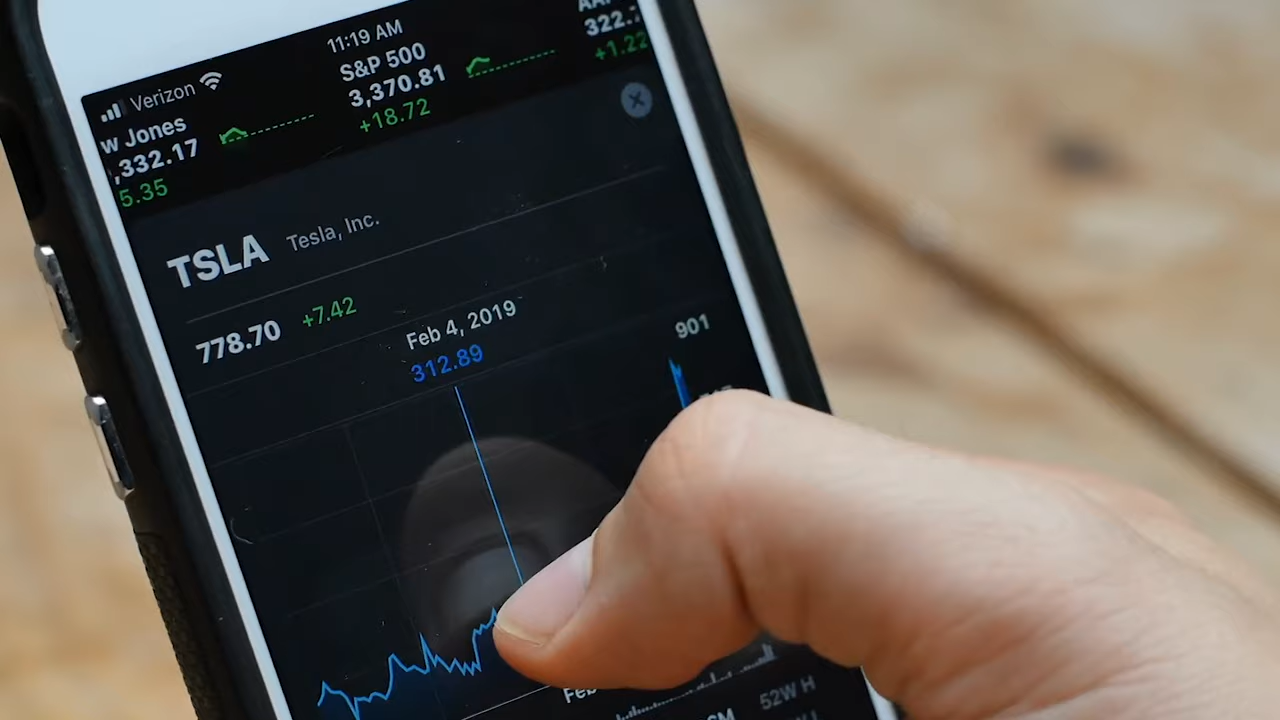 11:19 AM
Verizon
w Jones
,332.17
5.35
S&P 500
3,370.81
+18.72
322.
+1.22
TSLA Tesla, Inc.
778.70 +7.42
Feb 4, 2019
312.89
901
Feb
52W H